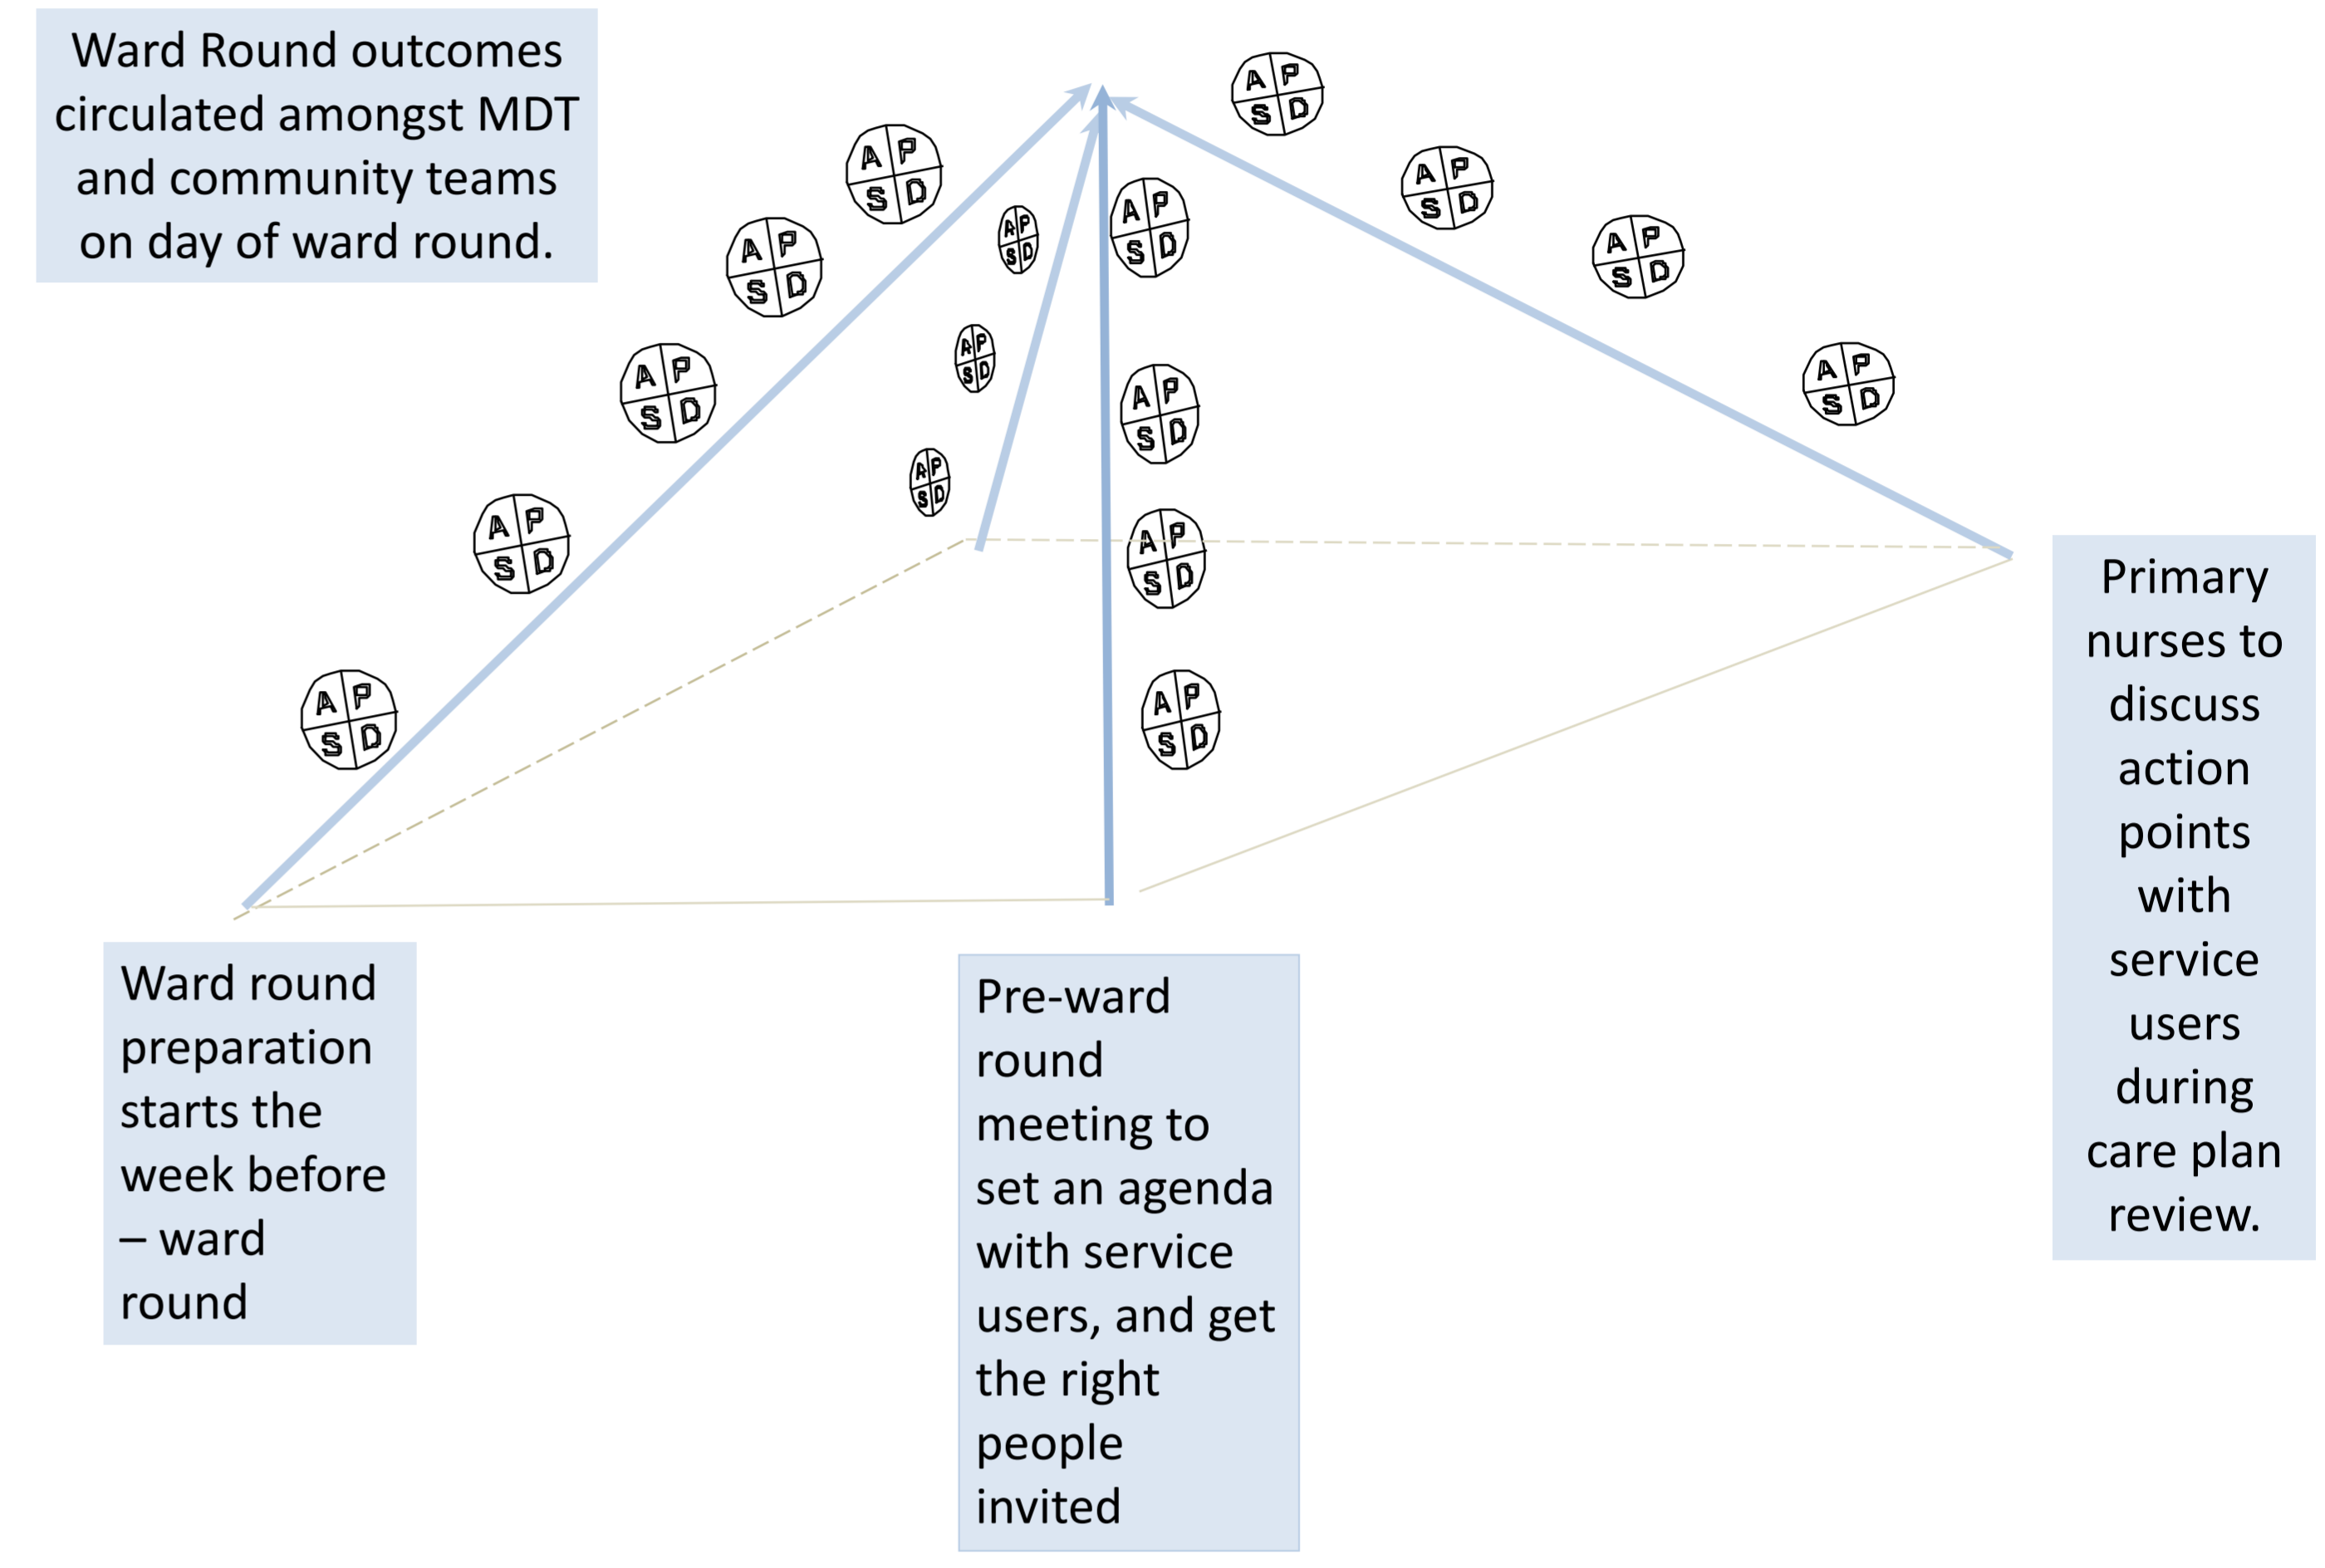 Ward Round outcomes
circulated amongst MDT
and community teams
on day of ward round.
A P
S D
A P
S D
A P
S D
A P
S D
A P
S D
A P
S D
A P
S D
A P
S D
A P
S D
A P
S D
A P
S D
A P
S D
A P
S D
A P
S D
A P
S D
A P
S D
Primary
nurses to
discuss
action
points
with
service
users
during
care plan
review.
Ward round
preparation
starts the
week before
– ward
round
Pre-ward
round
meeting to
set an agenda
with service
users, and get
the right
people
invited